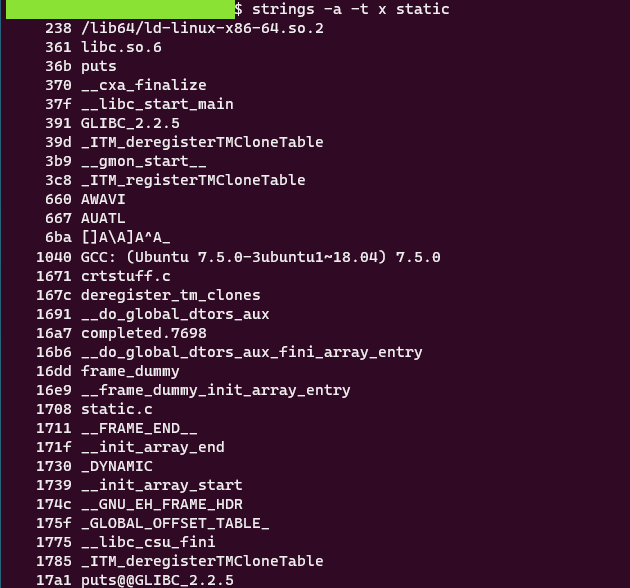 $ strings -a -t x static
238 /lib64/ld-linux-x86-64.so.2
361 libc.so.6
36b puts
370 __cxa_finalize
37f __libc_start_main
391 GLIBC_2.2.5
39d _ITM_deregisterTMCloneTable
3b9 __gmon_start__
3c8 _ITM_registerTMCloneTable
660 AWAVI
667 AUATL
6ba []A\A]A^A_
1040 GCC: (Ubuntu 7.5.0-3ubuntu1~18.04) 7.5.0
1671 crtstuff.c
167c deregister_tm_clones
1691 __do_global_dtors_aux
16a7 completed.7698
16b6 __do_global_dtors_aux_fini_array_entry
16dd frame_dummy
16e9 __frame_dummy_init_array_entry
1708 static.c
1711 __FRAME_END__
171f __init_array_end
1730 _DYNAMIC
1739 __init_array_start
174c __GNU_EH_FRAME_HDR
175f _GLOBAL_OFFSET_TABLE_
1775 __libc_csu_fini
1785 _ITM_deregisterTMCloneTable
17a1 puts@@GLIBC_2.2.5